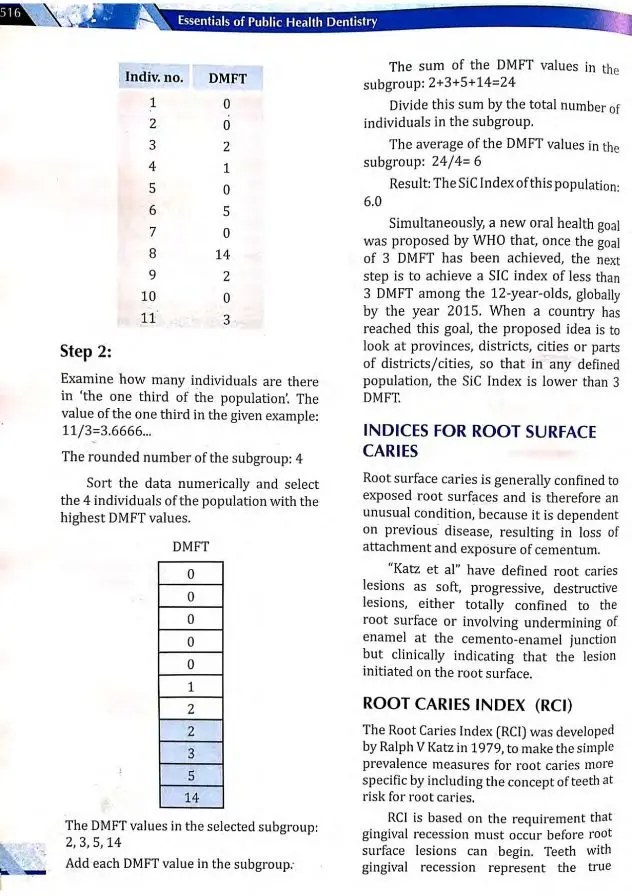 516
Essentials of Public Health Dentistry
Indiv. no. DMFT
1 0
2 0
3 2
4 1
5 0
6 5
7 0
8 14
9 2
10 0
11 3
Step 2:
Examine how many individuals are there
in ‘the one third of the population’. The
value of the one third in the given example:
11/3=3.6666...
The rounded number of the subgroup: 4
Sort the data numerically and select
the 4 individuals of the population with the
highest DMFT values.
DMFT
0
0
0
0
0
1
2
2
3
5
14
The DMFT values in the selected subgroup:
2, 3, 5, 14
Add each DMFT value in the subgroup.
The sum of the DMFT values in the
subgroup: 2+3+5+14=24
Divide this sum by the total number of
individuals in the subgroup.
The average of the DMFT values in the
subgroup: 24/4= 6
Result: The SiC Index of this population:
6.0
Simultaneously, a new oral health goal
was proposed by WHO that, once the goal
of 3 DMFT has been achieved, the next
step is to achieve a SIC index of less than
3 DMFT among the 12-year-olds, globally
by the year 2015. When a country has
reached this goal, the proposed idea is to
look at provinces, districts, cities or parts
of districts/cities, so that in any defined
population, the SiC Index is lower than 3
DMFT.
INDICES FOR ROOT SURFACE
CARIES
Root surface caries is generally confined to
exposed root surfaces and is therefore an
unusual condition, because it is dependent
on previous disease, resulting in loss of
attachment and exposure of cementum.
“Katz et al” have defined root caries
lesions as soft, progressive, destructive
lesions, either totally confined to the
root surface or involving undermining of
enamel at the cemento-enamel junction
but clinically indicating that the lesion
initiated on the root surface.
ROOT CARIES INDEX (RCI)
The Root Caries Index (RCI) was developed
by Ralph V Katz in 1979, to make the simple
prevalence measures for root caries more
specific by including the concept of teeth at
risk for root caries.
RCI is based on the requirement that
gingival recession must occur before root
surface lesions can begin. Teeth with
gingival recession represent the true